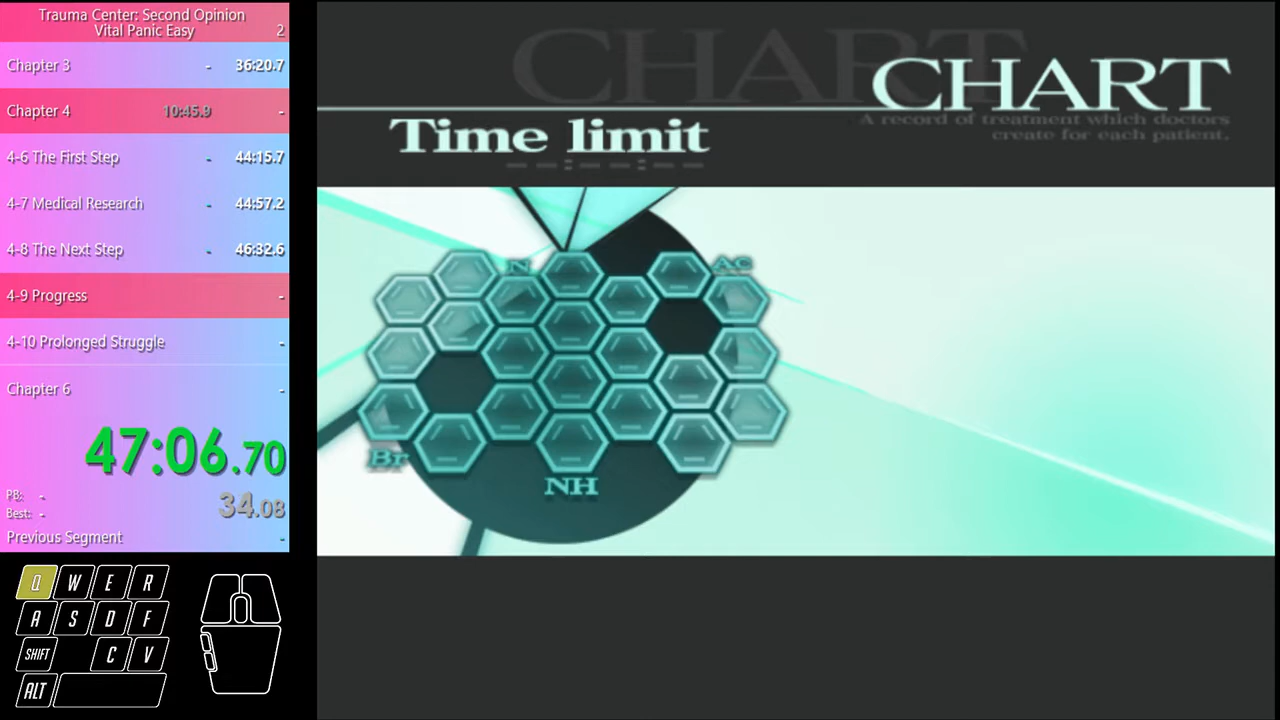 Trauma Center: Second Opinion
Vital Panic Easy 2
Chapter 3 - 36:20.7
Chapter 4 10:45.9 -
4-6 The First Step - 44:15.7
4-7 Medical Research - 44:57.2
4-8 The Next Step - 46:32.6
4-9 Progress -
4-10 Prolonged Struggle -
Chapter 6 -
47:06.70
PB: -
34.08
Best: -
Previous Segment -
Q W E R
A S D F
SHIFT C V
ALT
CHART
CHART
A record of treatment which doctors
create for each patient.
Time limit
--:--:--
N AC
Br
NH